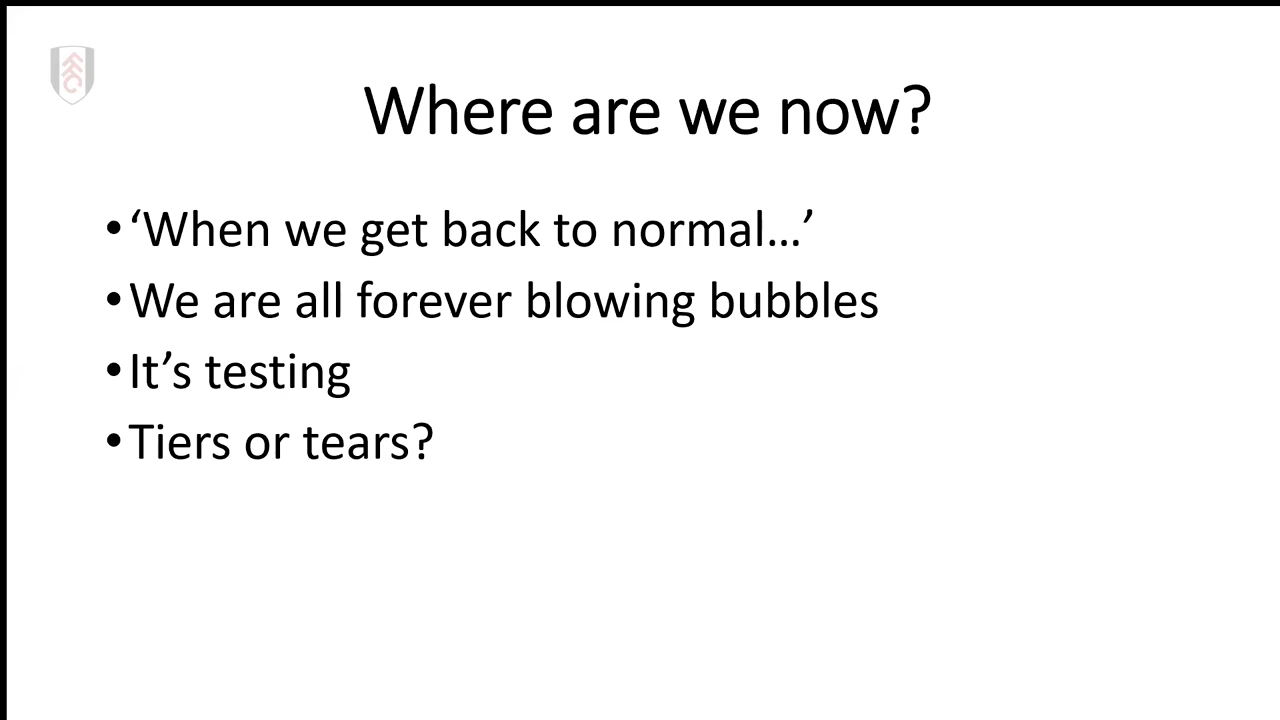 Where are we now?
•‘When we get back to normal…’
•We are all forever blowing bubbles
•It’s testing
•Tiers or tears?